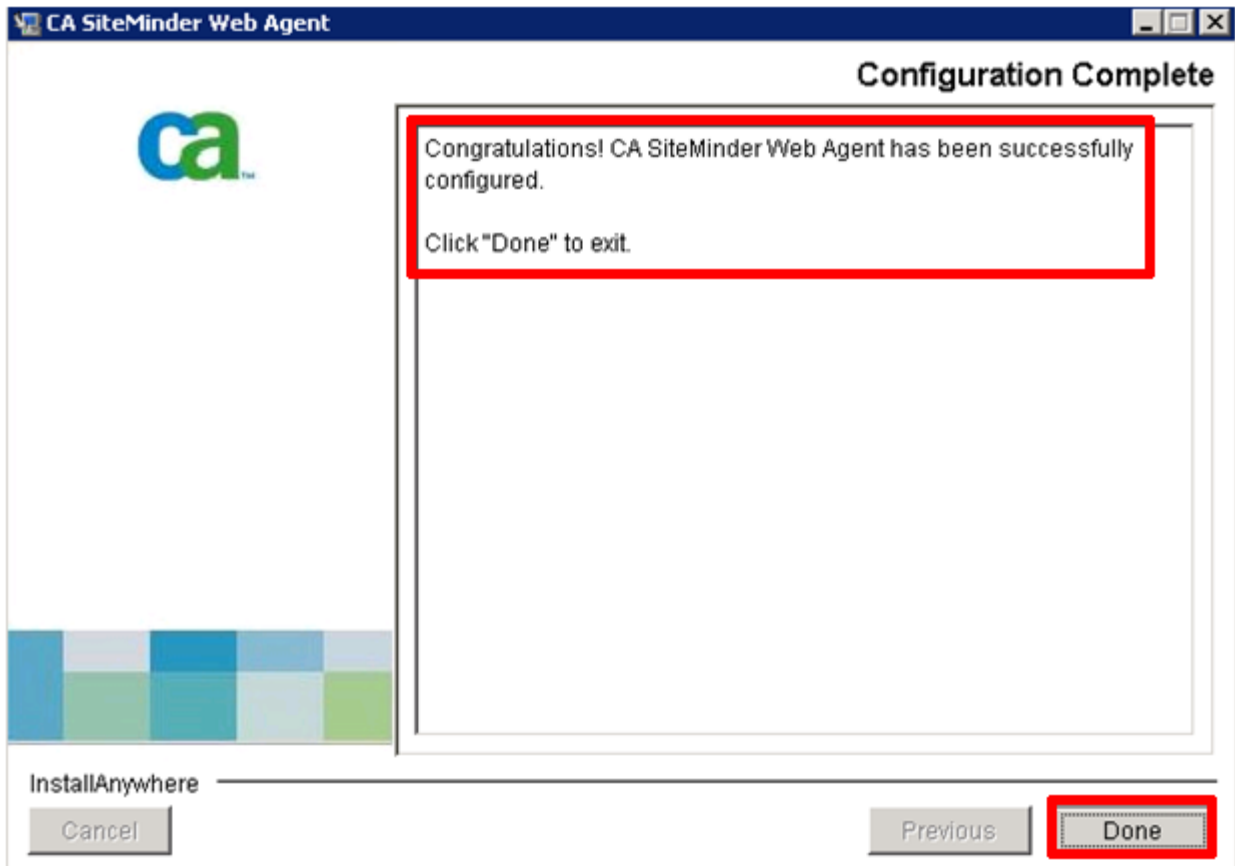 CA SiteMinder Web Agent
Configuration Complete
ca
Congratulations! CA SiteMinder Web Agent has been successfully
configured.
Click "Done" to exit.
InstallAnywhere
Cancel
Previous
Done